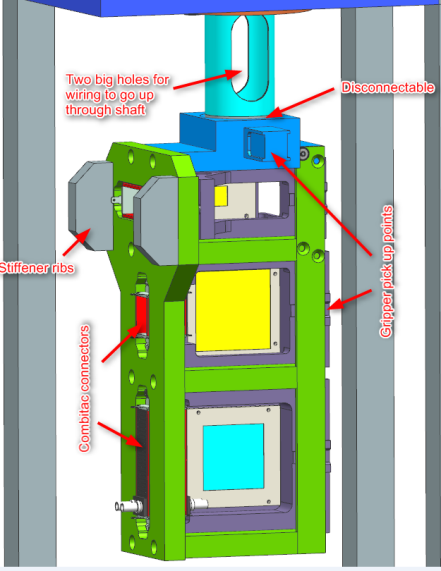 Two big holes for
wiring to go up
through shaft
Disconnectable
Stiffener ribs
Gripper pick up points
Combitac connectors